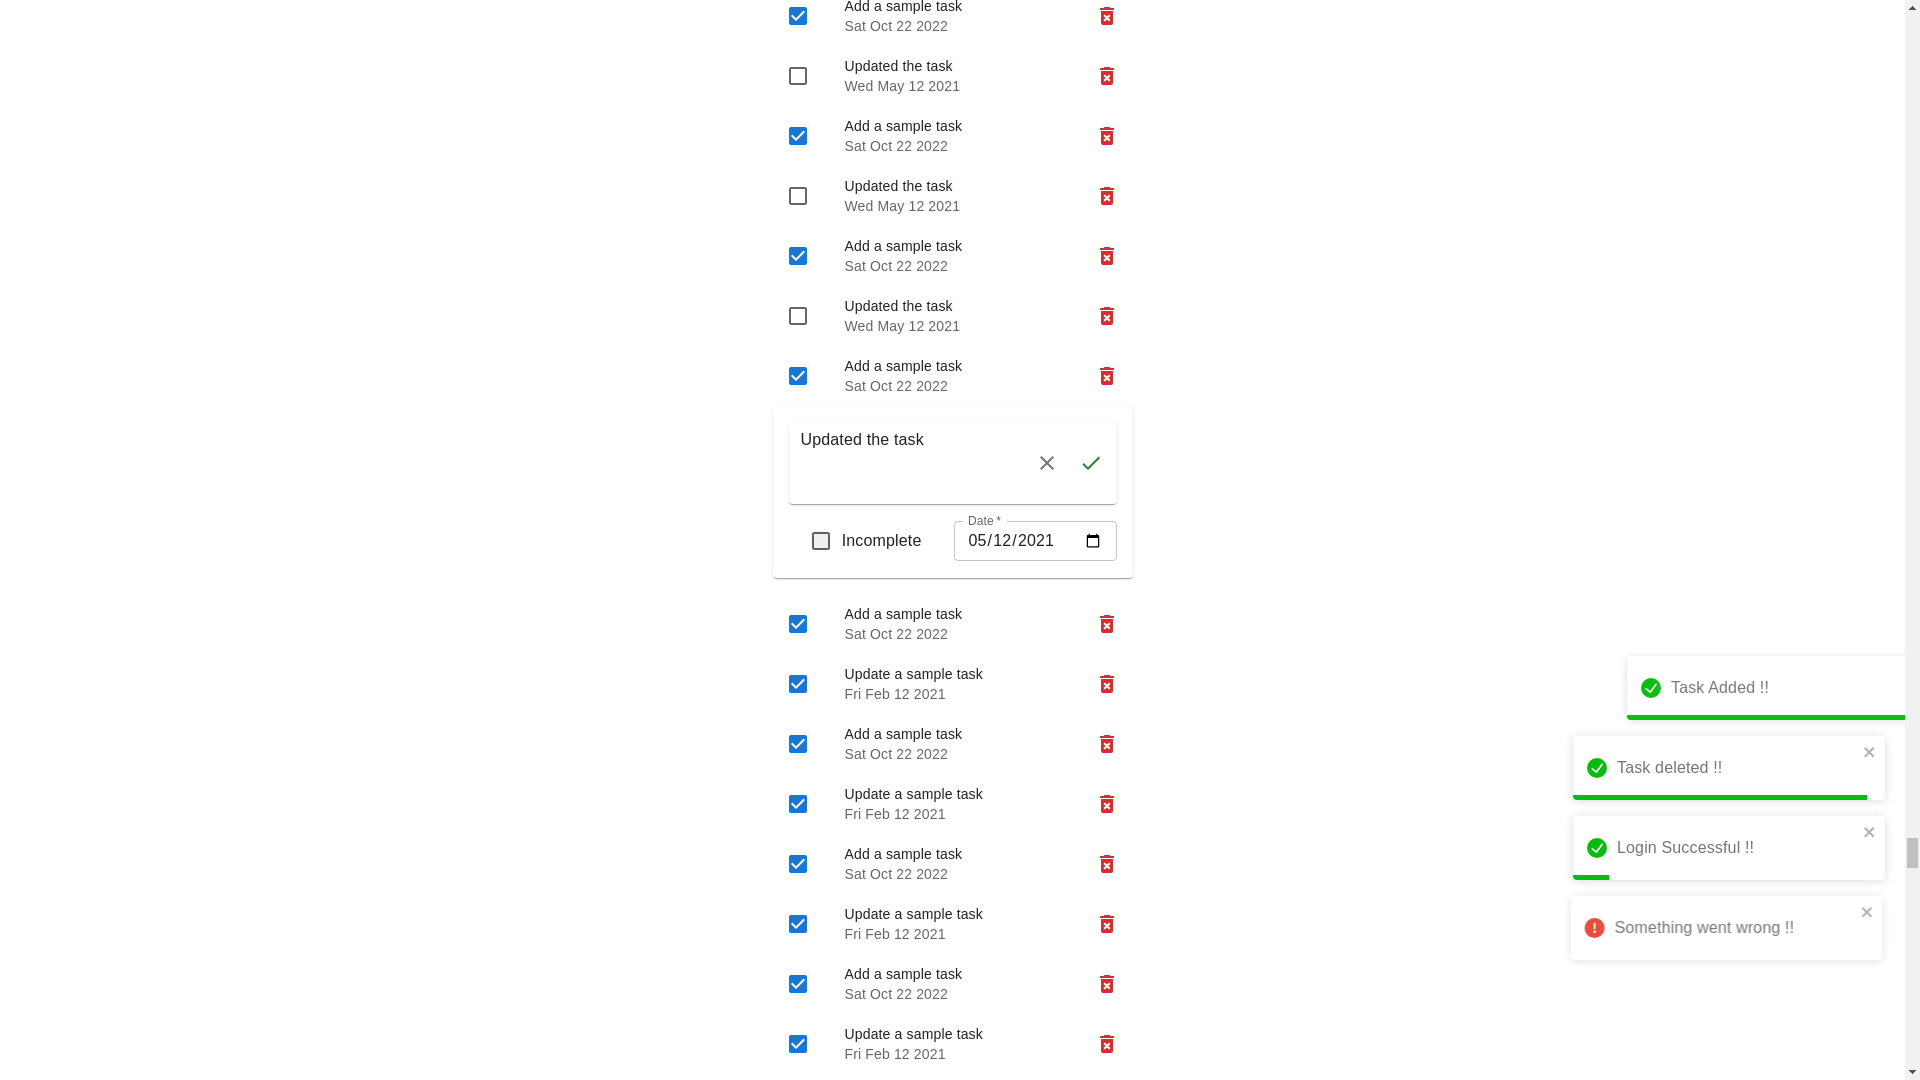 Add a sample task
Sat Oct 22 2022
Updated the task
Wed May 12 2021
Add a sample task
Sat Oct 22 2022
Updated the task
Wed May 12 2021
Add a sample task
Sat Oct 22 2022
Updated the task
Wed May 12 2021
Add a sample task
Sat Oct 22 2022
Updated the task
Incomplete
Date *
05/12/2021
Add a sample task
Sat Oct 22 2022
Update a sample task
Fri Feb 12 2021
Add a sample task
Sat Oct 22 2022
Update a sample task
Fri Feb 12 2021
Add a sample task
Sat Oct 22 2022
Update a sample task
Fri Feb 12 2021
Add a sample task
Sat Oct 22 2022
Update a sample task
Fri Feb 12 2021
Task Added !!
Task deleted !!
Login Successful !!
Something went wrong !!